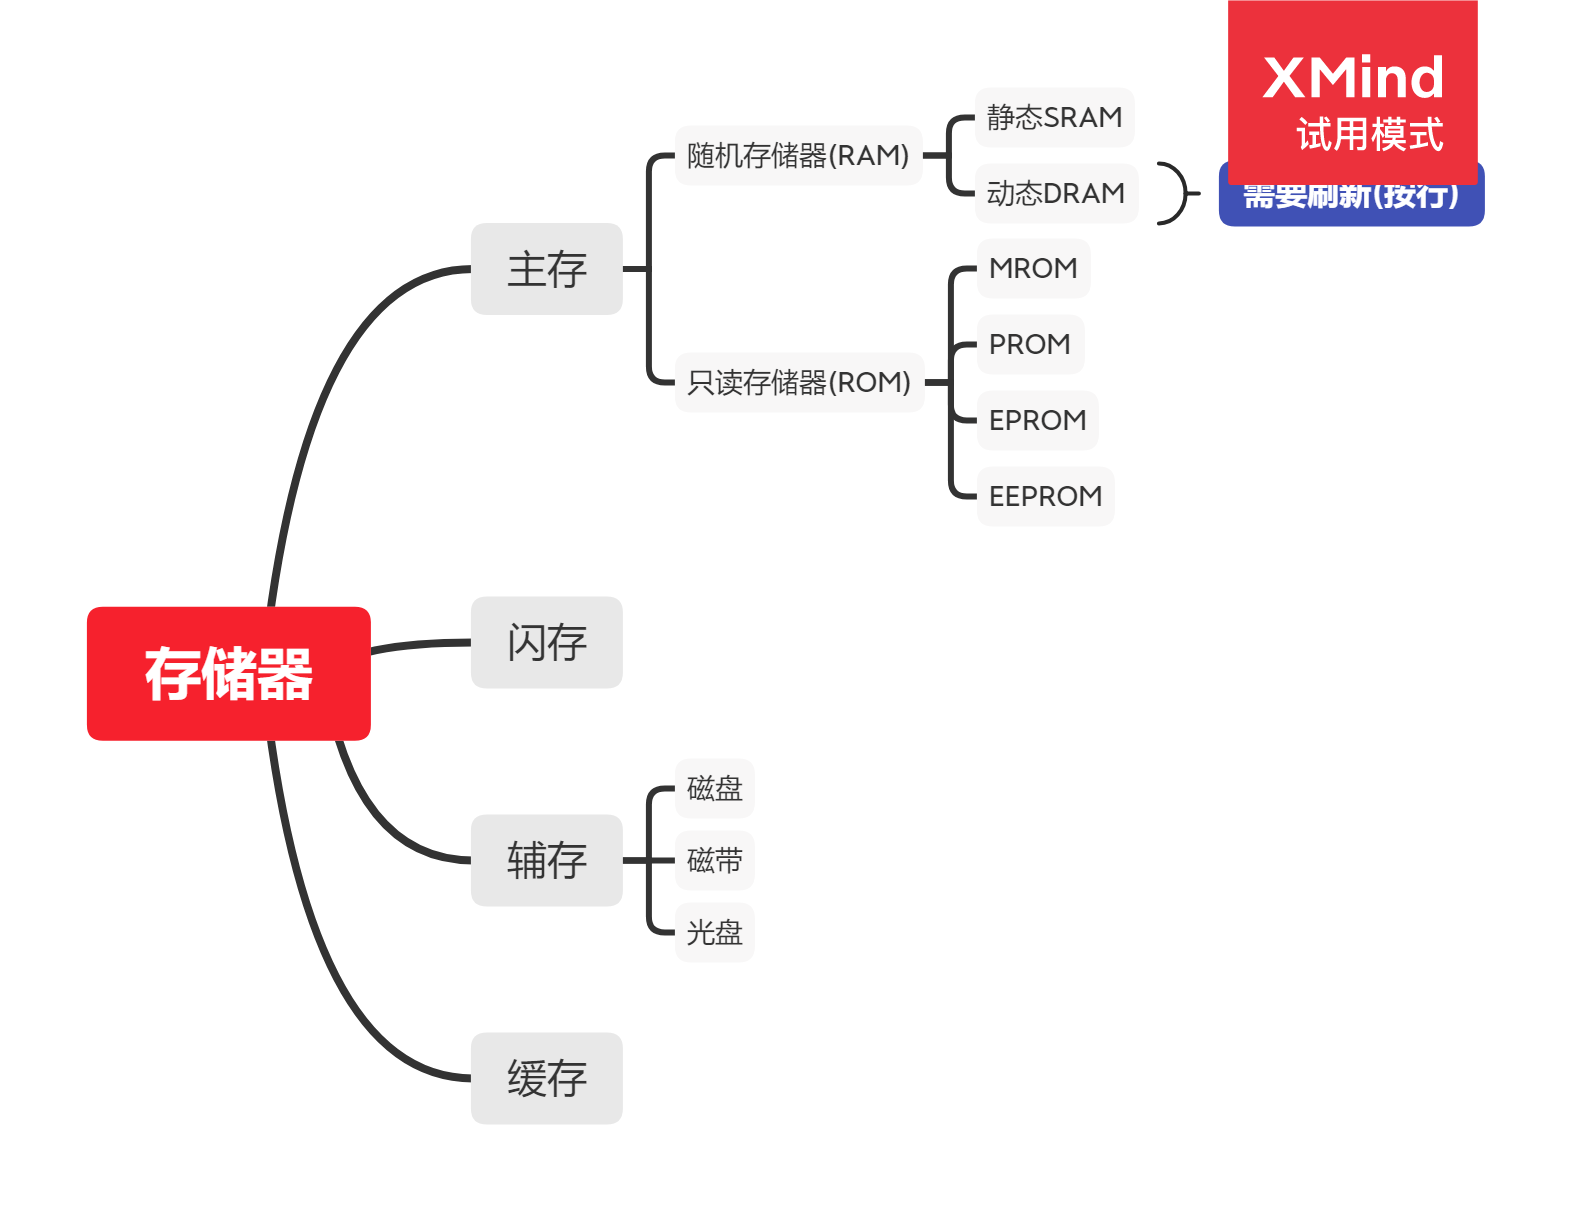 XMind
试用模式
静态SRAM
随机存储器(RAM)
动态DRAM
需要刷新(按行)
主存
MROM
PROM
只读存储器(ROM)
EPROM
EEPROM
闪存
存储器
磁盘
辅存
磁带
光盘
缓存